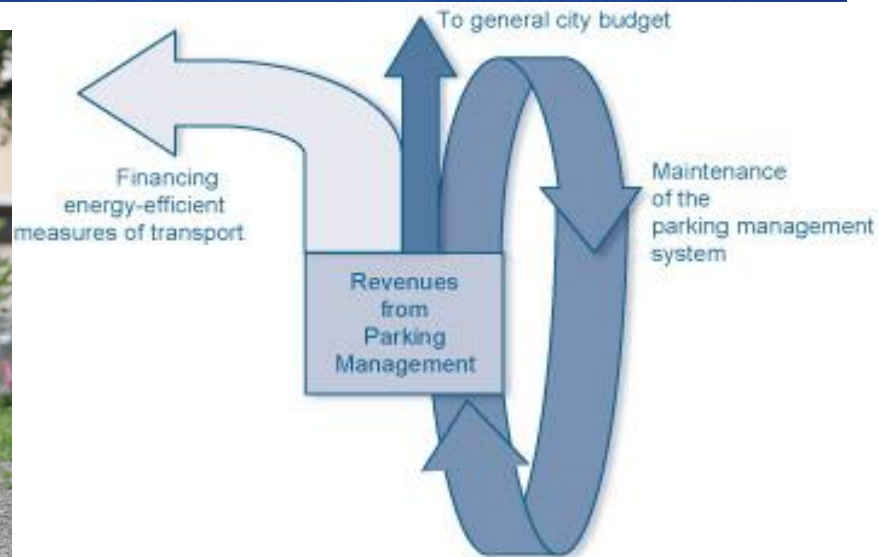 To general city budget
Financing
energy-efficient
measures of transport
Maintenance
of the
parking management
system
Revenues
from
Parking
Management